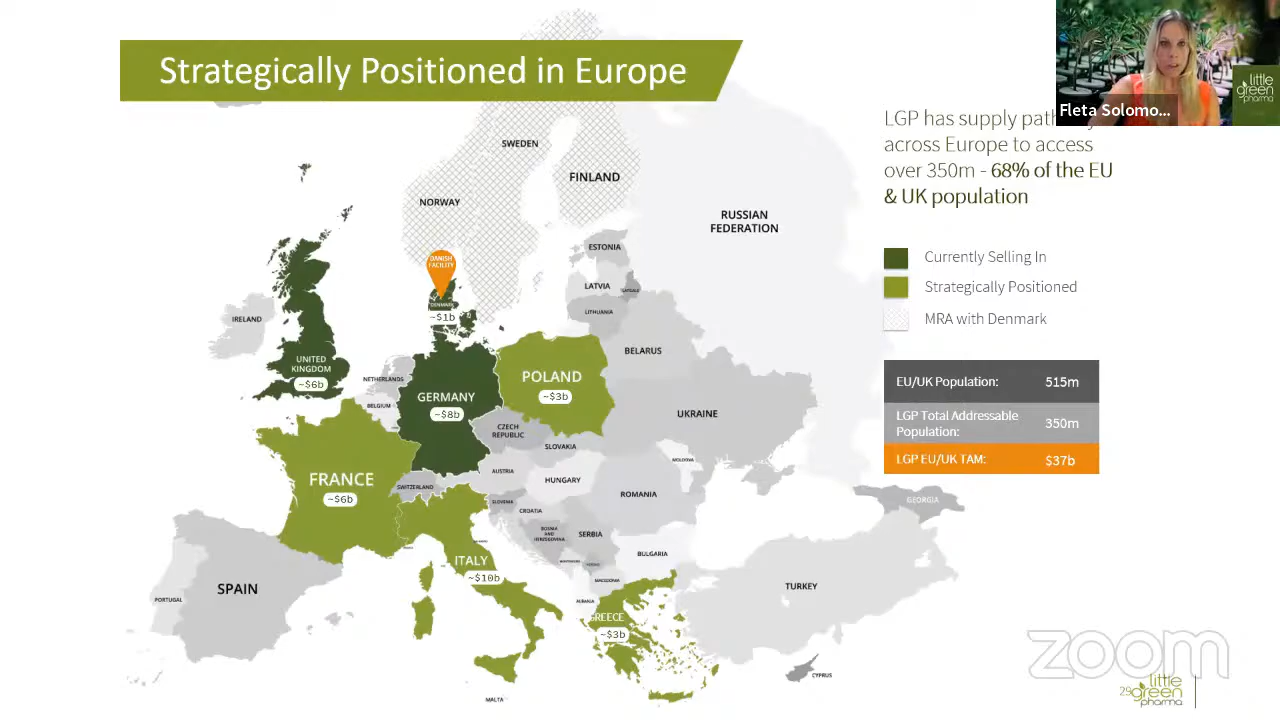 Strategically Positioned in Europe
little
green
pharma
Fleta Solomo...
LGP has supply path
across Europe to access
over 350m - 68% of the EU
& UK population
Currently Selling In
Strategically Positioned
MRA with Denmark
EU/UK Population: 515m
LGP Total Addressable
Population: 350m
LGP EU/UK TAM: $37b
SWEDEN
FINLAND
NORWAY
RUSSIAN
FEDERATION
ESTONIA
DANISH
FACILITY
LATVIA
DENMARK
~$1b
LITHUANIA
IRELAND
BELARUS
UNITED
KINGDOM
~$6b
NETHERLANDS
POLAND
~$3b
GERMANY
~$8b
BELGIUM
UKRAINE
CZECH
REPUBLIC
SLOVAKIA
MOLDOVA
FRANCE
~$6b
AUSTRIA
SWITZERLAND
HUNGARY
ROMANIA
SLOVENIA
CROATIA
GEORGIA
BOSNIA
AND
HERZEGOVINA
SERBIA
BULGARIA
ITALY
~$10b
MACEDONIA
SPAIN
PORTUGAL
ALBANIA
TURKEY
GREECE
~$3b
CYPRUS
MALTA
zoom
29
little
green
pharma